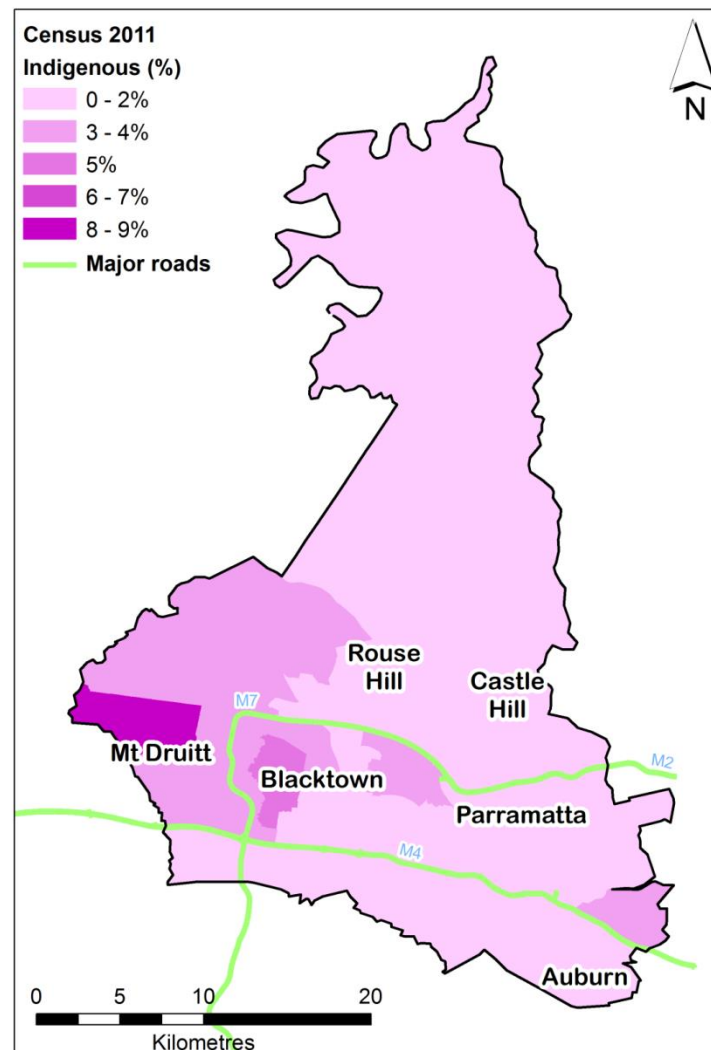 Census 2011
Indigenous (%)
0 - 2%
3 - 4%
5%
6 - 7%
8 - 9%
Major roads
N
Rouse
Hill
Castle
Hill
M7
Mt Druitt
Blacktown
M2
Parramatta
M4
Auburn
0 5 10 20
Kilometres